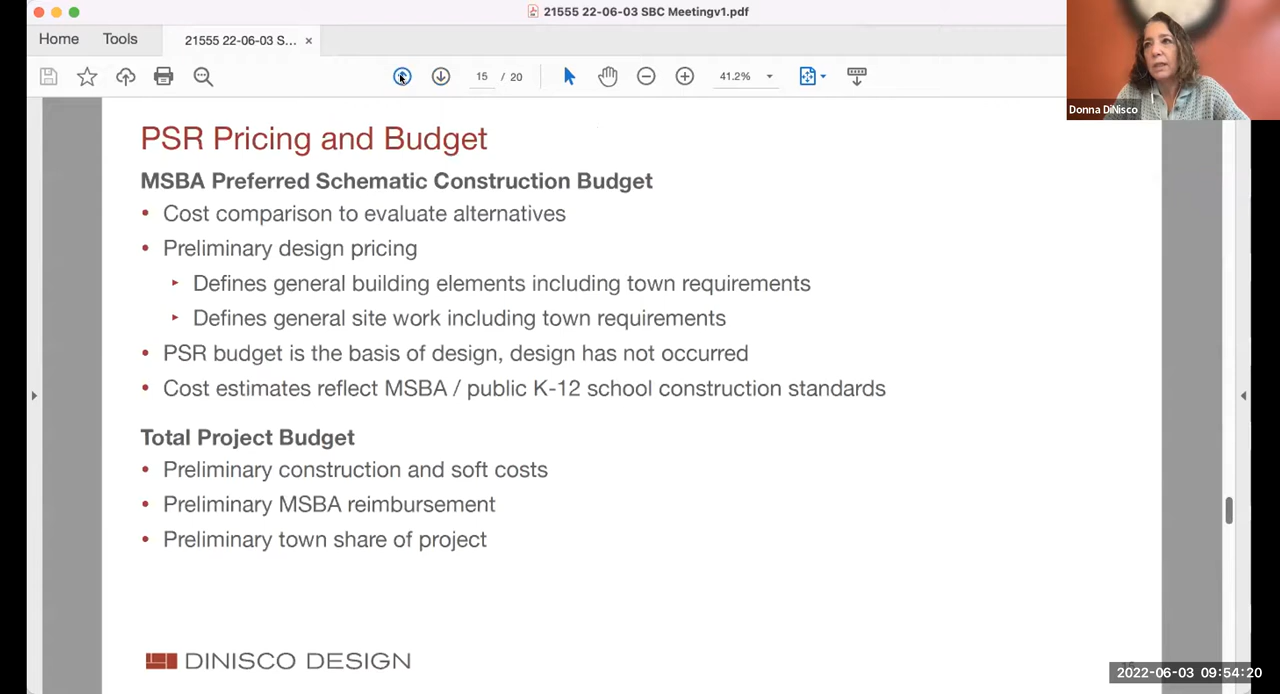 21555 22-06-03 SBC Meetingv1.pdf
Home
Tools
21555 22-06-03 S... ×
15 / 20
41.2%
Donna DiNisco
PSR Pricing and Budget
MSBA Preferred Schematic Construction Budget
• Cost comparison to evaluate alternatives
• Preliminary design pricing
‣ Defines general building elements including town requirements
‣ Defines general site work including town requirements
• PSR budget is the basis of design, design has not occurred
• Cost estimates reflect MSBA / public K-12 school construction standards
Total Project Budget
• Preliminary construction and soft costs
• Preliminary MSBA reimbursement
• Preliminary town share of project
DINISCO DESIGN
2022-06-03 09:54:20